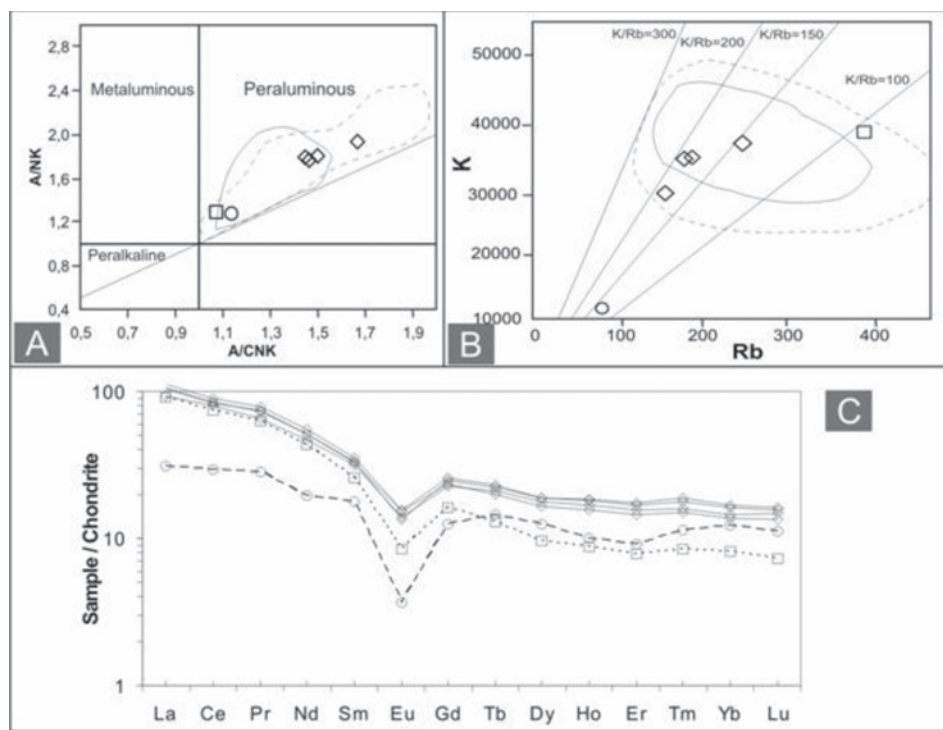 2,8
2,4
2,0
1,6
1,2
0,8
0,4
A/NK
Metaluminous
Peraluminous
Peralkaline
0,5 0,7 0,9 1,1 1,3 1,5 1,7 1,9
A/CNK
A
50000
40000
30000
20000
10000
K
K/Rb=300
K/Rb=200
K/Rb=150
K/Rb=100
0 100 200 300 400
Rb
B
100
10
1
Sample / Chondrite
La Ce Pr Nd Sm Eu Gd Tb Dy Ho Er Tm Yb Lu
C